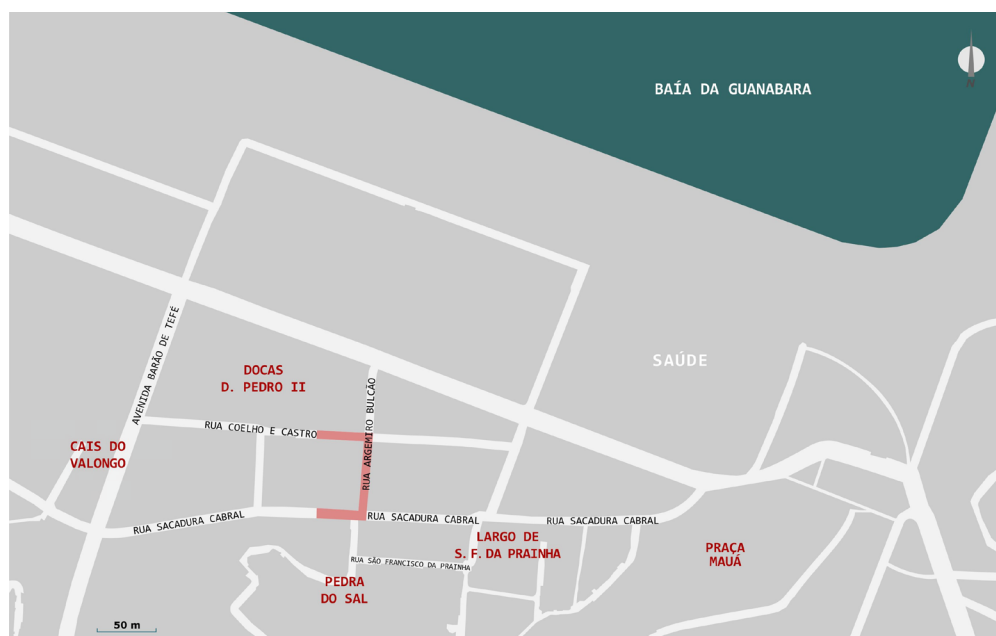 BAÍA DA GUANABARA
N
AVENIDA BARÃO DE TEFÉ
SAÚDE
DOCAS
D. PEDRO II
RUA ARGEMIRO BULCÃO
RUA COELHO E CASTRO
CAIS DO
VALONGO
RUA SACADURA CABRAL
RUA SACADURA CABRAL
RUA SACADURA CABRAL
LARGO DE
S. F. DA PRAINHA
PRAÇA
MAUÁ
RUA SÃO FRANCISCO DA PRAINHA
PEDRA
DO SAL
50 m